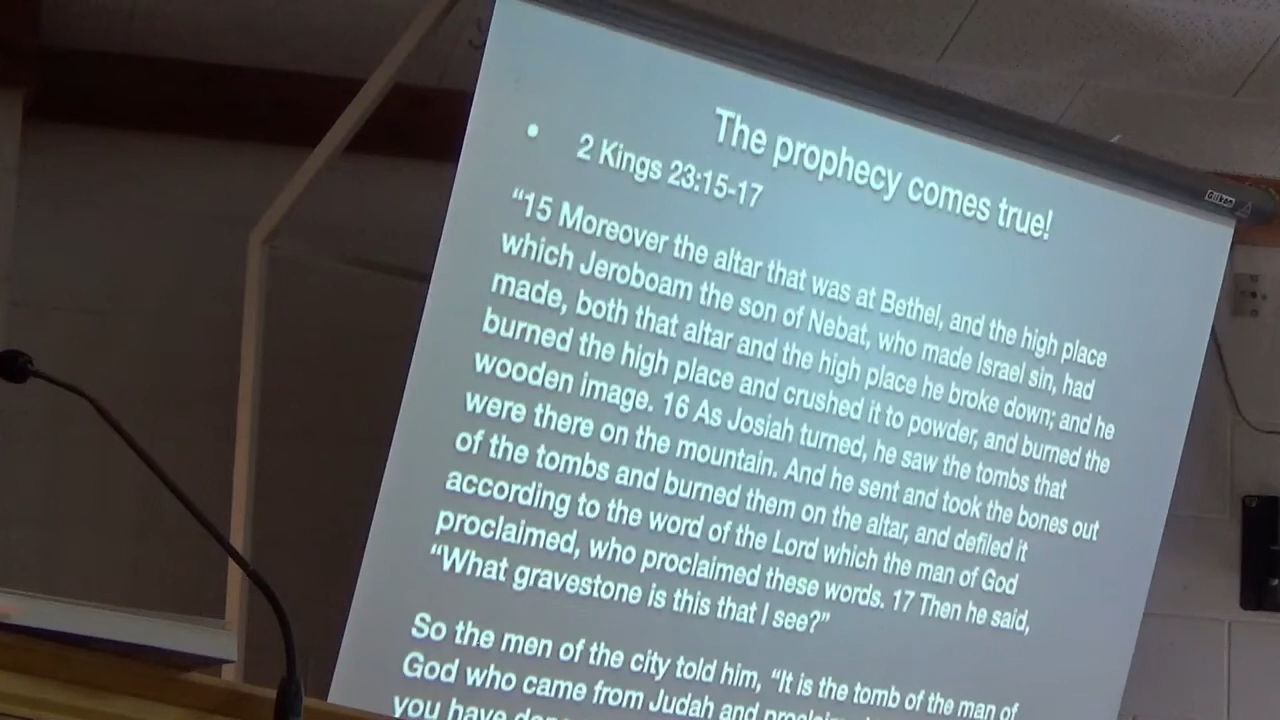 The prophecy comes true!
• 2 Kings 23:15-17
“15 Moreover the altar that was at Bethel, and the high place
which Jeroboam the son of Nebat, who made Israel sin, had
made, both that altar and the high place he broke down; and he
burned the high place and crushed it to powder, and burned the
wooden image. 16 As Josiah turned, he saw the tombs that
were there on the mountain. And he sent and took the bones out
of the tombs and burned them on the altar, and defiled it
according to the word of the Lord which the man of God
proclaimed, who proclaimed these words. 17 Then he said,
“What gravestone is this that I see?”
So the men of the city told him, “It is the tomb of the man of
God who came from Judah and
you have